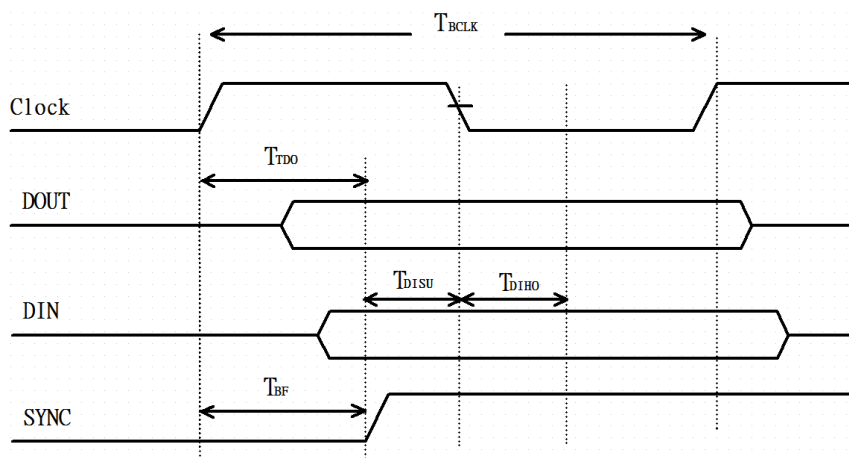 TBCLK
Clock
TTDO
DOUT
TDISU
TDIHO
DIN
TBF
SYNC